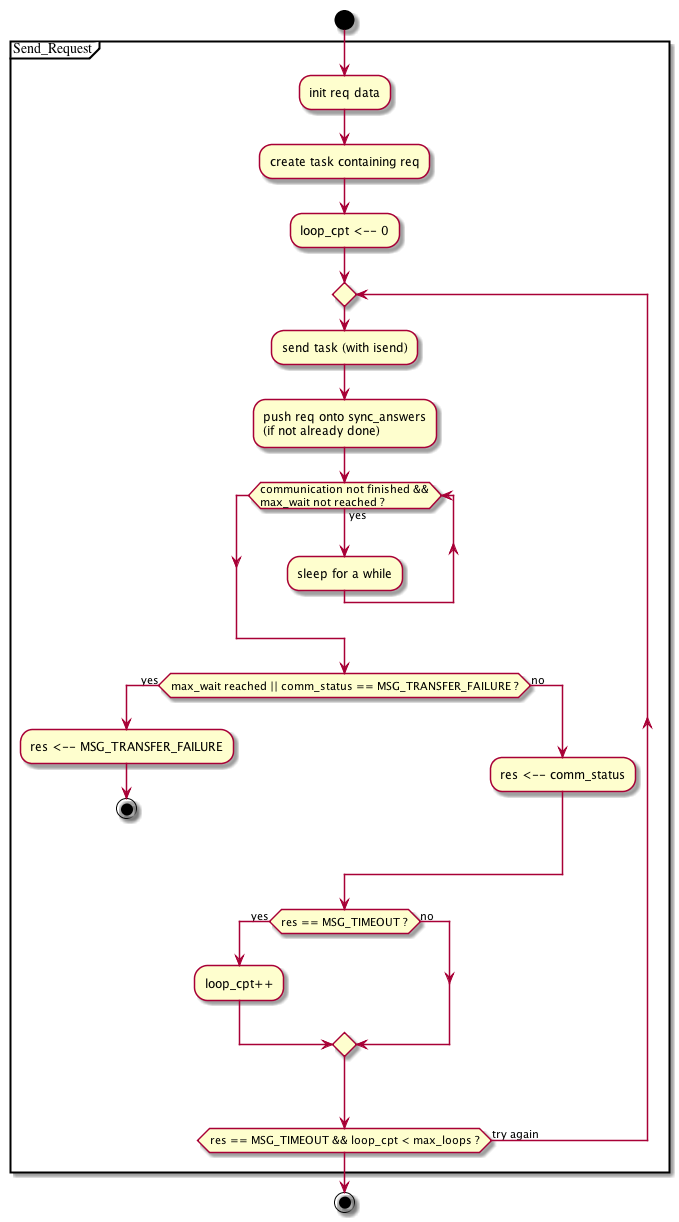 Send_Request
init req data
create task containing req
loop_cpt <-- 0
send task (with isend)
push req onto sync_answers
(if not already done)
communication not finished &&
max_wait not reached ?
yes
sleep for a while
yes
max_wait reached || comm_status == MSG_TRANSFER_FAILURE ?
no
res <-- MSG_TRANSFER_FAILURE
res <-- comm_status
yes
res == MSG_TIMEOUT ?
no
loop_cpt++
res == MSG_TIMEOUT && loop_cpt < max_loops ?
try again